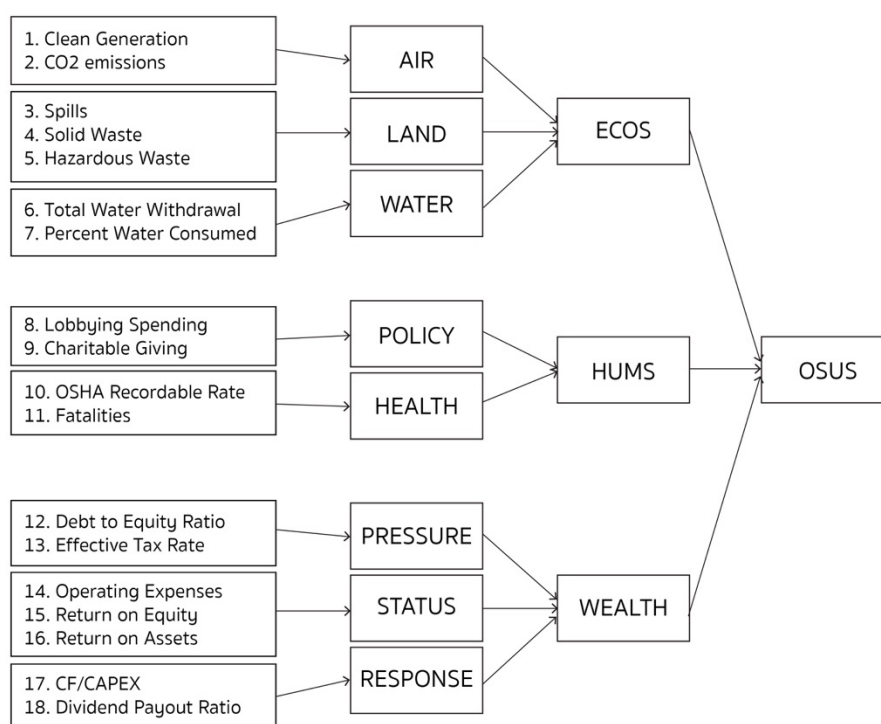 1. Clean Generation
2. CO2 emissions
AIR
3. Spills
4. Solid Waste
5. Hazardous Waste
LAND
ECOS
6. Total Water Withdrawal
7. Percent Water Consumed
WATER
8. Lobbying Spending
9. Charitable Giving
POLICY
10. OSHA Recordable Rate
11. Fatalities
HEALTH
HUMS
OSUS
12. Debt to Equity Ratio
13. Effective Tax Rate
PRESSURE
14. Operating Expenses
15. Return on Equity
16. Return on Assets
STATUS
WEALTH
17. CF/CAPEX
18. Dividend Payout Ratio
RESPONSE